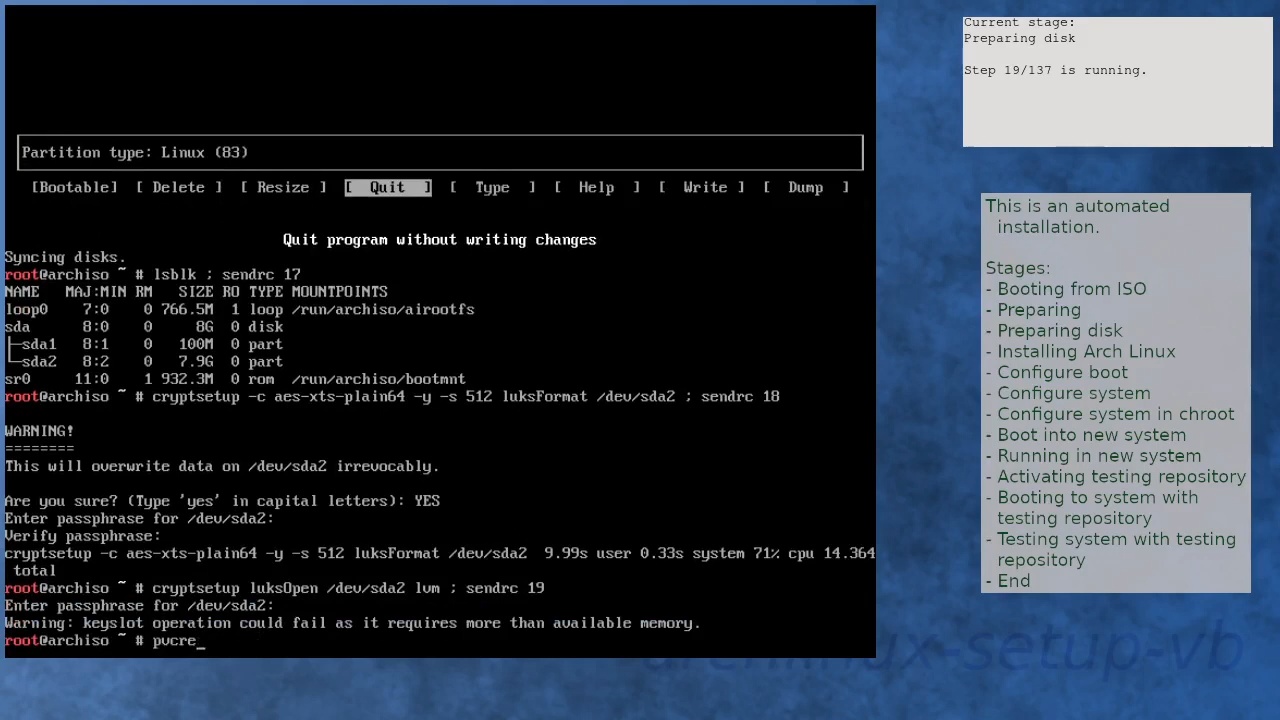 Partition type: Linux (83)
[Bootable] [ Delete ] [ Resize ] [ Quit ] [ Type ] [ Help ] [ Write ] [ Dump ]
Quit program without writing changes
Syncing disks.
root@archiso ~ # lsblk ; sendrc 17
NAME MAJ:MIN RM SIZE RO TYPE MOUNTPOINTS
loop0 7:0 0 766.5M 1 loop /run/archiso/airootfs
sda 8:0 0 8G 0 disk
├─sda1 8:1 0 100M 0 part
└─sda2 8:2 0 7.9G 0 part
sr0 11:0 1 932.3M 0 rom /run/archiso/bootmnt
root@archiso ~ # cryptsetup -c aes-xts-plain64 -y -s 512 luksFormat /dev/sda2 ; sendrc 18
WARNING!
========
This will overwrite data on /dev/sda2 irrevocably.
Are you sure? (Type 'yes' in capital letters): YES
Enter passphrase for /dev/sda2:
Verify passphrase:
cryptsetup -c aes-xts-plain64 -y -s 512 luksFormat /dev/sda2 9.99s user 0.33s system 71% cpu 14.364
total
root@archiso ~ # cryptsetup luksOpen /dev/sda2 lvm ; sendrc 19
Enter passphrase for /dev/sda2:
Warning: keyslot operation could fail as it requires more than available memory.
root@archiso ~ # pvcre_
Current stage:
Preparing disk
Step 19/137 is running.
This is an automated
installation.
Stages:
- Booting from ISO
- Preparing
- Preparing disk
- Installing Arch Linux
- Configure boot
- Configure system
- Configure system in chroot
- Boot into new system
- Running in new system
- Activating testing repository
- Booting to system with
testing repository
- Testing system with testing
repository
- End
archlinux-setup-vb